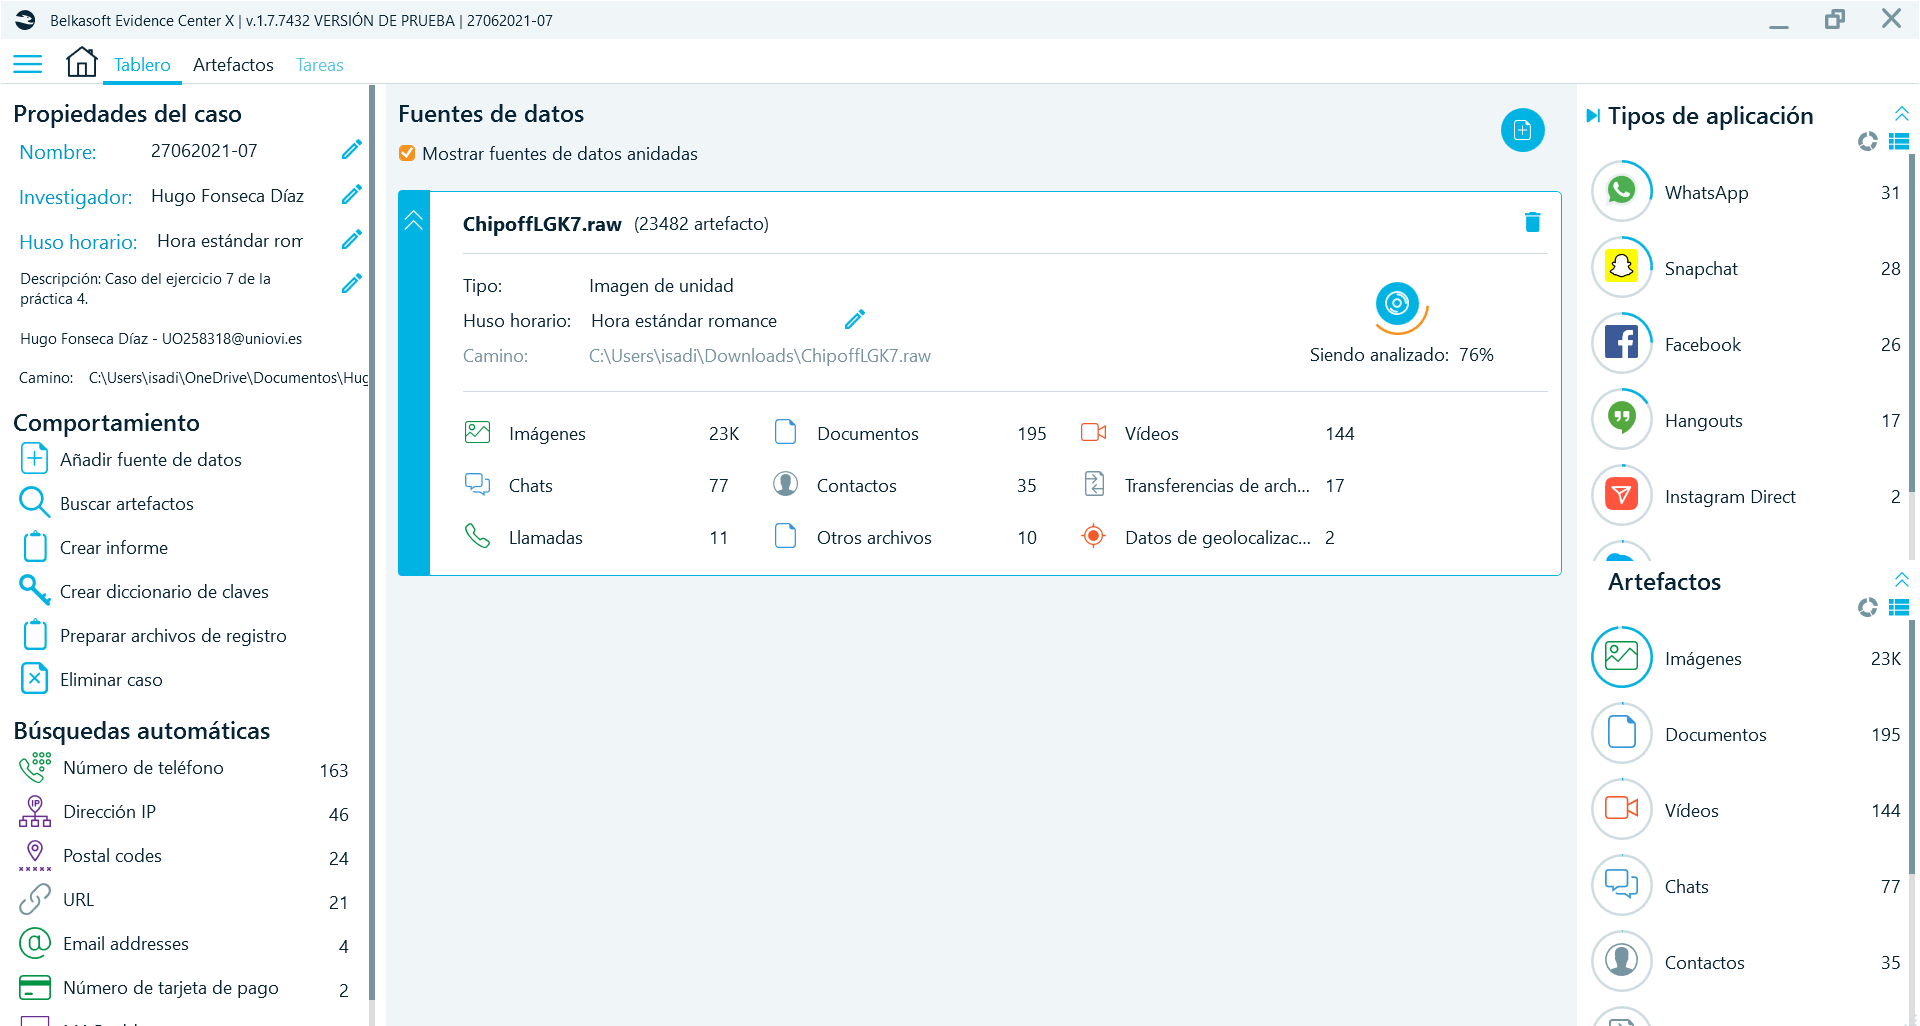 Belkasoft Evidence Center X | v.1.7.7432 VERSIÓN DE PRUEBA | 27062021-07
Tablero Artefactos Tareas
Propiedades del caso
Nombre: 27062021-07
Investigador: Hugo Fonseca Díaz
Huso horario: Hora estándar rom
Descripción: Caso del ejercicio 7 de la
práctica 4.
Hugo Fonseca Díaz - UO258318@uniovi.es
Camino: C:\Users\isadi\OneDrive\Documentos\Hug
Comportamiento
Añadir fuente de datos
Buscar artefactos
Crear informe
Crear diccionario de claves
Preparar archivos de registro
Eliminar caso
Búsquedas automáticas
Número de teléfono 163
Dirección IP 46
Postal codes 24
URL 21
Email addresses 4
Número de tarjeta de pago 2
Fuentes de datos
Mostrar fuentes de datos anidadas
ChipoffLGK7.raw (23482 artefacto)
Tipo: Imagen de unidad
Huso horario: Hora estándar romance
Camino: C:\Users\isadi\Downloads\ChipoffLGK7.raw
Siendo analizado: 76%
Imágenes 23K Documentos 195 Vídeos 144
Chats 77 Contactos 35 Transferencias de arch... 17
Llamadas 11 Otros archivos 10 Datos de geolocalizac... 2
Tipos de aplicación
WhatsApp 31
Snapchat 28
Facebook 26
Hangouts 17
Instagram Direct 2
Artefactos
Imágenes 23K
Documentos 195
Vídeos 144
Chats 77
Contactos 35